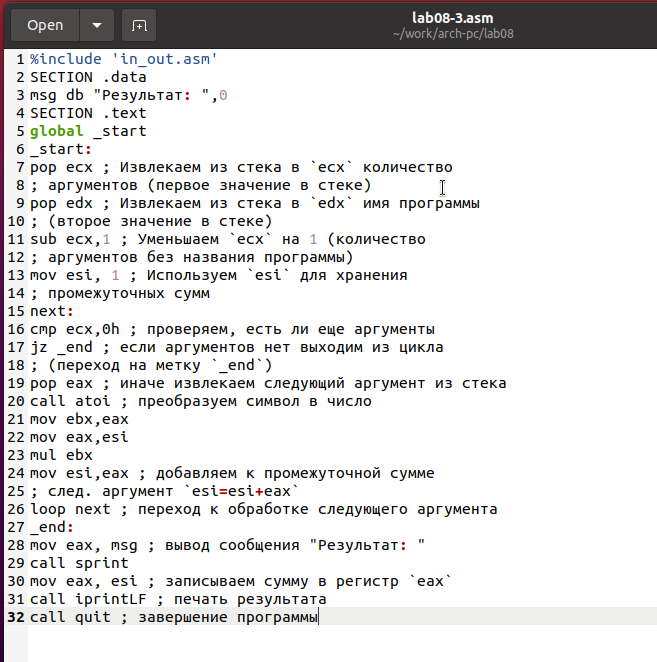 Open
lab08-3.asm
~/work/arch-pc/lab08
1 %include 'in_out.asm'
2 SECTION .data
3 msg db "Результат: ",0
4 SECTION .text
5 global _start
6 _start:
7 pop ecx ; Извлекаем из стека в `ecx` количество
8 ; аргументов (первое значение в стеке)
9 pop edx ; Извлекаем из стека в `edx` имя программы
10 ; (второе значение в стеке)
11 sub ecx,1 ; Уменьшаем `ecx` на 1 (количество
12 ; аргументов без названия программы)
13 mov esi, 1 ; Используем `esi` для хранения
14 ; промежуточных сумм
15 next:
16 cmp ecx,0h ; проверяем, есть ли еще аргументы
17 jz _end ; если аргументов нет выходим из цикла
18 ; (переход на метку `_end`)
19 pop eax ; иначе извлекаем следующий аргумент из стека
20 call atoi ; преобразуем символ в число
21 mov ebx,eax
22 mov eax,esi
23 mul ebx
24 mov esi,eax ; добавляем к промежуточной сумме
25 ; след. аргумент `esi=esi+eax`
26 loop next ; переход к обработке следующего аргумента
27 _end:
28 mov eax, msg ; вывод сообщения "Результат: "
29 call sprint
30 mov eax, esi ; записываем сумму в регистр `eax`
31 call iprintLF ; печать результата
32 call quit ; завершение программы